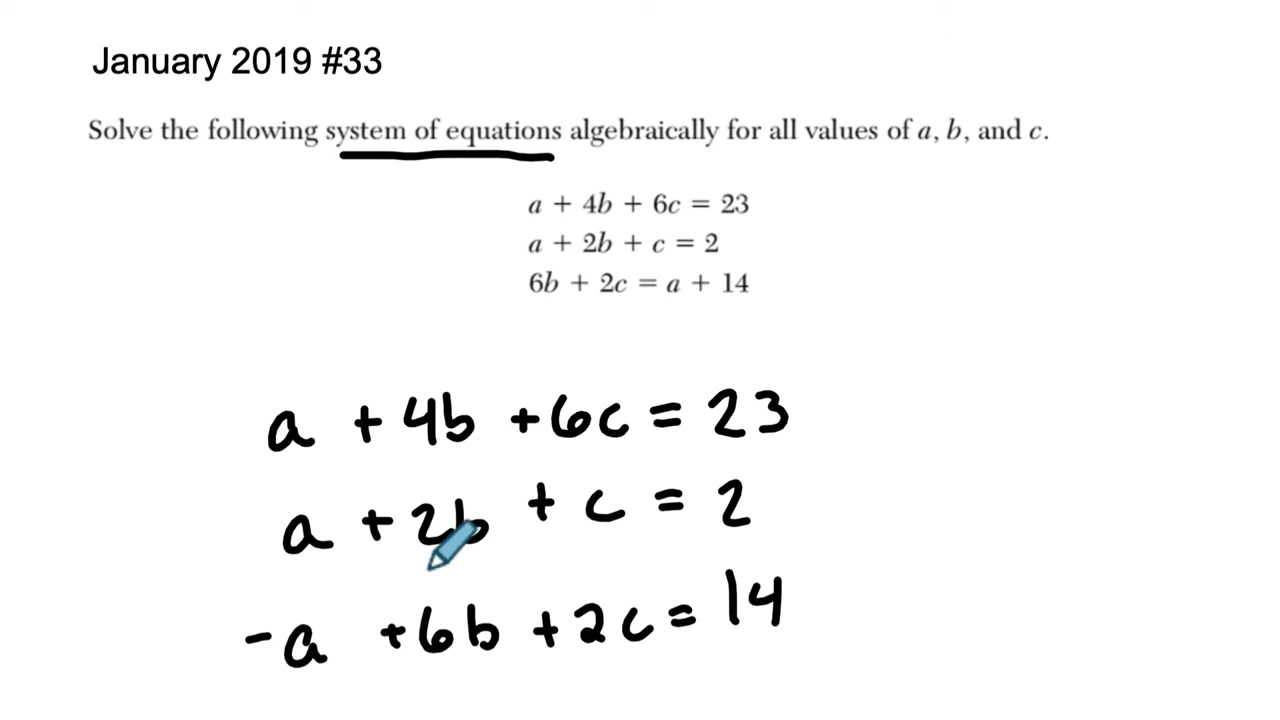 January 2019 #33
Solve the following system of equations algebraically for all values of a, b, and c.
a + 4b + 6c = 23
a + 2b + c = 2
6b + 2c = a + 14
a + 4b + 6c = 23
a + 2b + c = 2
-a + 6b + 2c = 14